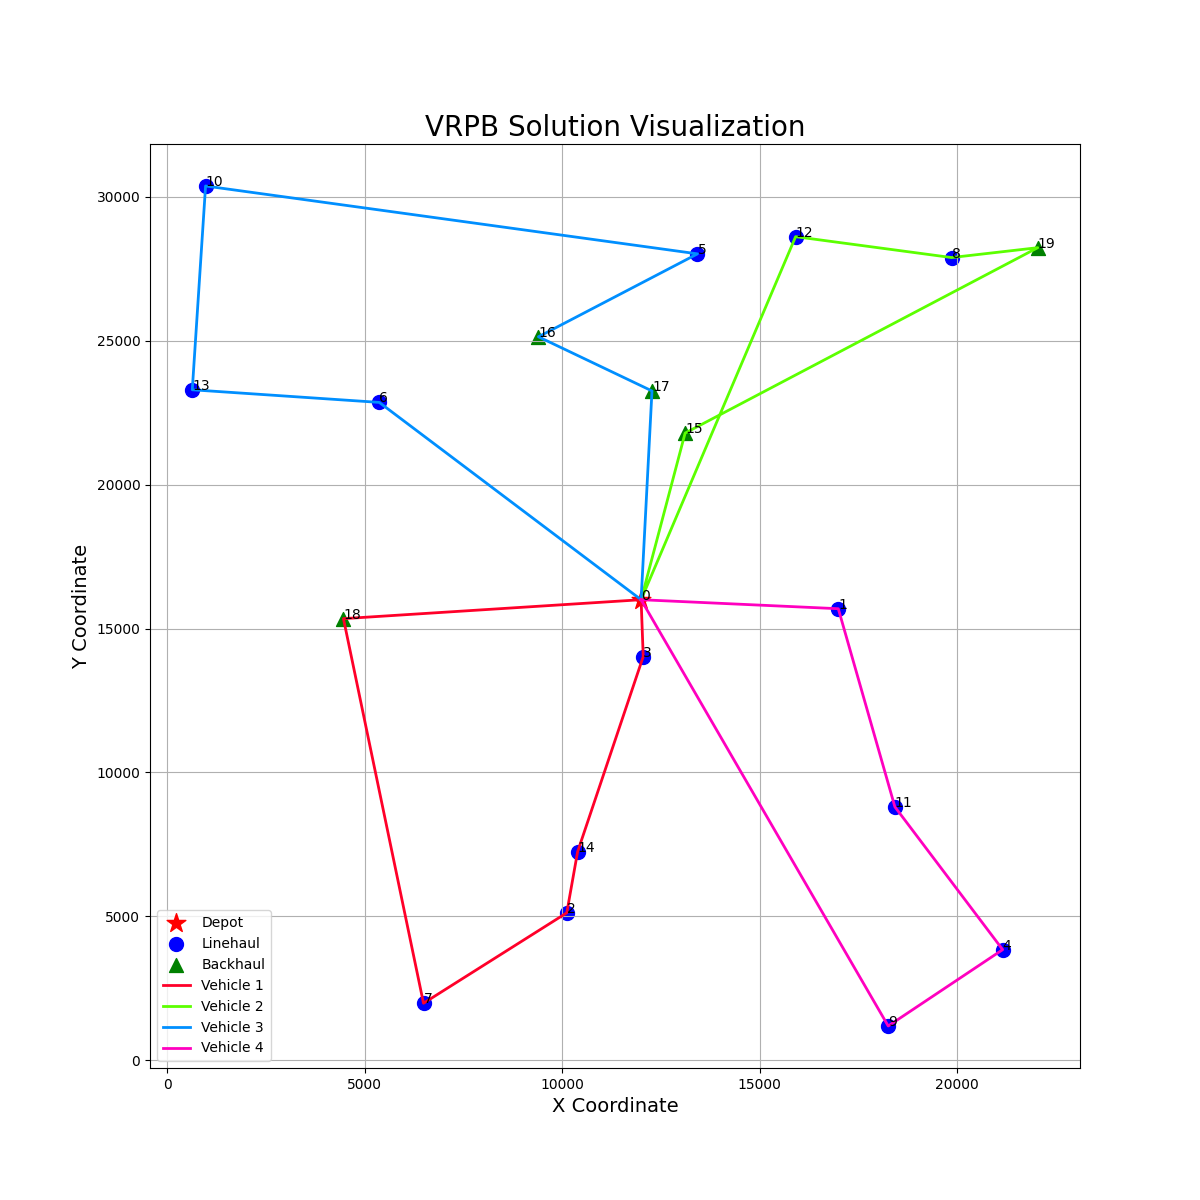 VRPB Solution Visualization
10
12
19
5
8
16
13
6
17
15
0
1
18
11
14
4
9
7
30000
25000
20000
15000
10000
5000
0
Y Coordinate
Depot
Linehaul
Backhaul
Vehicle 1
Vehicle 2
Vehicle 3
Vehicle 4
0 5000 10000 15000 20000
X Coordinate